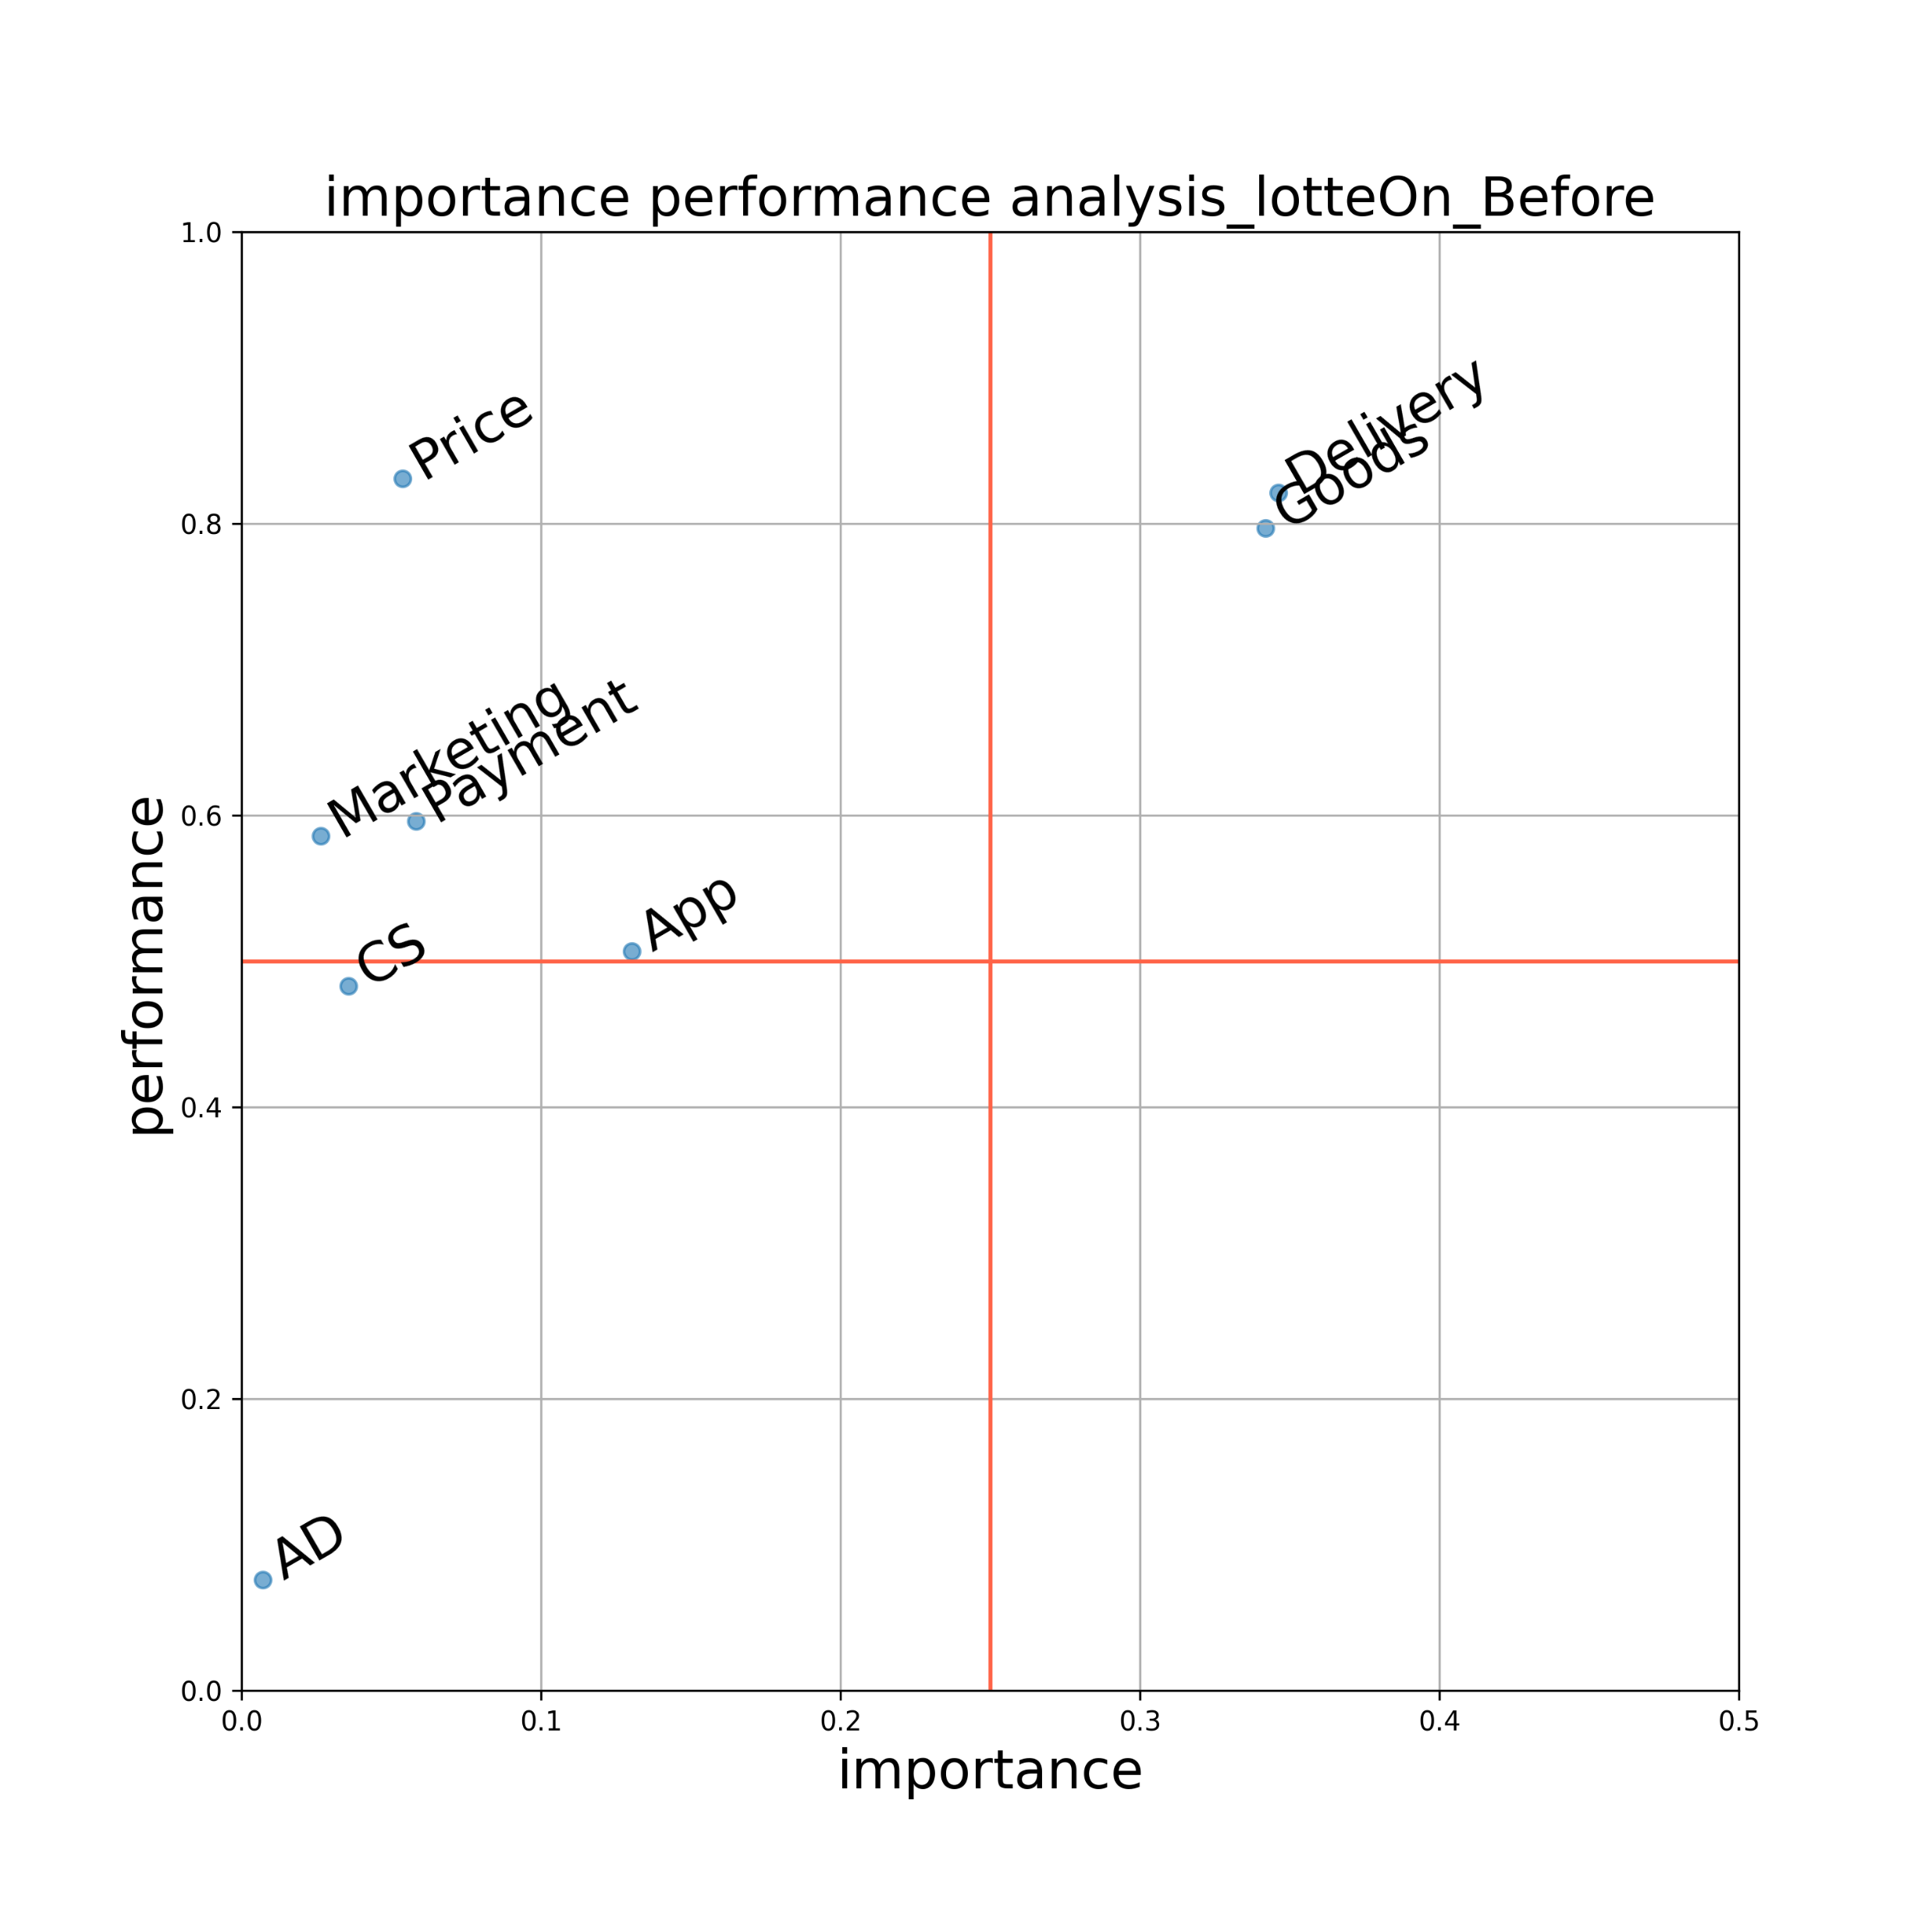 importance performance analysis_lotteOn_Before
1.0
0.8
0.6
0.4
0.2
0.0
performance
Price
Delivery
Goods
Marketing
Payment
App
CS
AD
0.0 0.1 0.2 0.3 0.4 0.5
importance